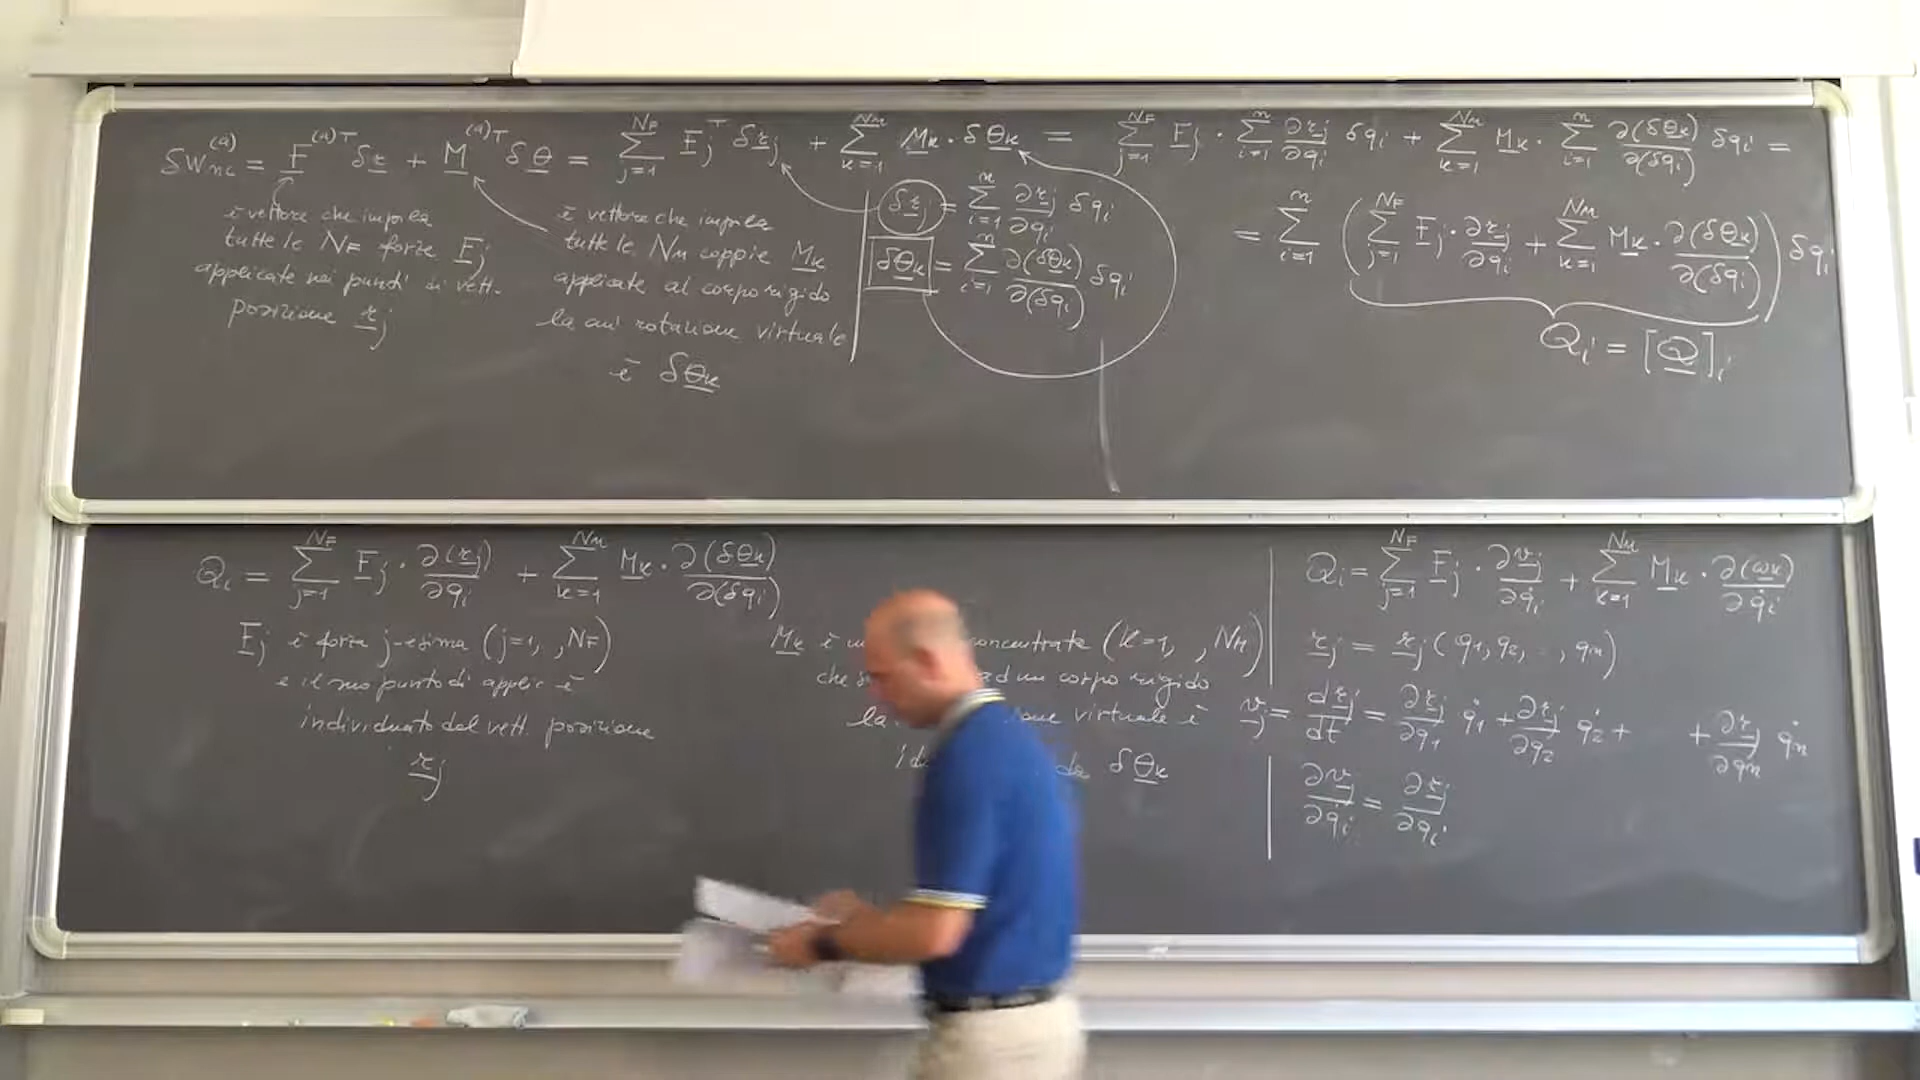 δW_nc^(a) = F^(a)T δr + M^(a)T δθ = Σ_{j=1}^{N_F} F_j^T δr_j + Σ_{k=1}^{N_M} M_k · δθ_k = Σ_{j=1}^{N_F} F_j · Σ_{i=1}^{n} ∂r_j/∂q_i δq_i + Σ_{k=1}^{N_M} M_k · Σ_{i=1}^{n} ∂(δθ_k)/∂(δq_i) δq_i =
è vettore che impila
tutte le N_F forze F_j
applicate nei punti di vett.
posizione r_j
è vettore che impila
tutte le N_M coppie M_k
applicate al corpo rigido
la cui rotazione virtuale
è δθ_k
δr_j = Σ_{i=1}^{n} ∂r_j/∂q_i δq_i
δθ_k = Σ_{i=1}^{n} ∂(δθ_k)/∂(δq_i) δq_i
= Σ_{i=1}^{n} ( Σ_{j=1}^{N_F} F_j · ∂r_j/∂q_i + Σ_{k=1}^{N_M} M_k · ∂(δθ_k)/∂(δq_i) ) δq_i
Q_i = [Q]_i
Q_i = Σ_{j=1}^{N_F} F_j · ∂(r_j)/∂q_i + Σ_{k=1}^{N_M} M_k · ∂(δθ_k)/∂(δq_i)
F_j è forza j-esima (j=1, , N_F)
e il suo punto di applic è
individuato dal vett. posizione
r_j
M_k è concentrata (k=1, , N_M)
che ad un corpo rigido
la virtuale è
da δθ_k
Q_i = Σ_{j=1}^{N_F} F_j · ∂v_j/∂q̇_i + Σ_{k=1}^{N_M} M_k · ∂(ω_k)/∂q̇_i
r_j = r_j(q_1, q_2, .., q_n)
v_j = dr_j/dt = ∂r_j/∂q_1 q̇_1 + ∂r_j/∂q_2 q̇_2 + + ∂r_j/∂q_n q̇_n
∂v_j/∂q̇_i = ∂r_j/∂q_i